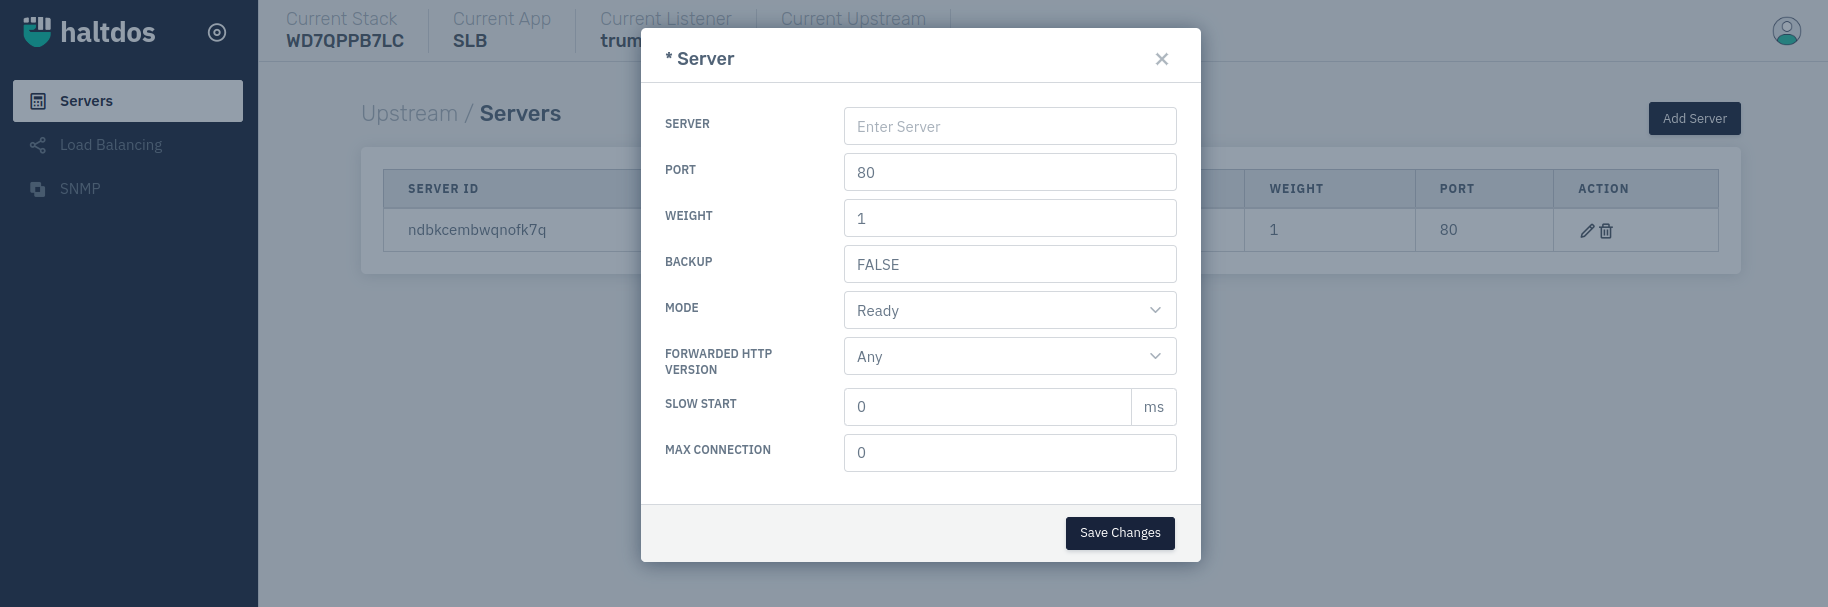 haltdos
Current Stack
WD7QPPB7LC
Current App
SLB
Current Listener
Current Upstream
Servers
Load Balancing
SNMP
Upstream / Servers
Add Server
SERVER ID
WEIGHT
PORT
ACTION
ndbkcembwqnofk7q
1
80
* Server
SERVER
Enter Server
PORT
80
WEIGHT
1
BACKUP
FALSE
MODE
Ready
FORWARDED HTTP
VERSION
Any
SLOW START
0
ms
MAX CONNECTION
0
Save Changes